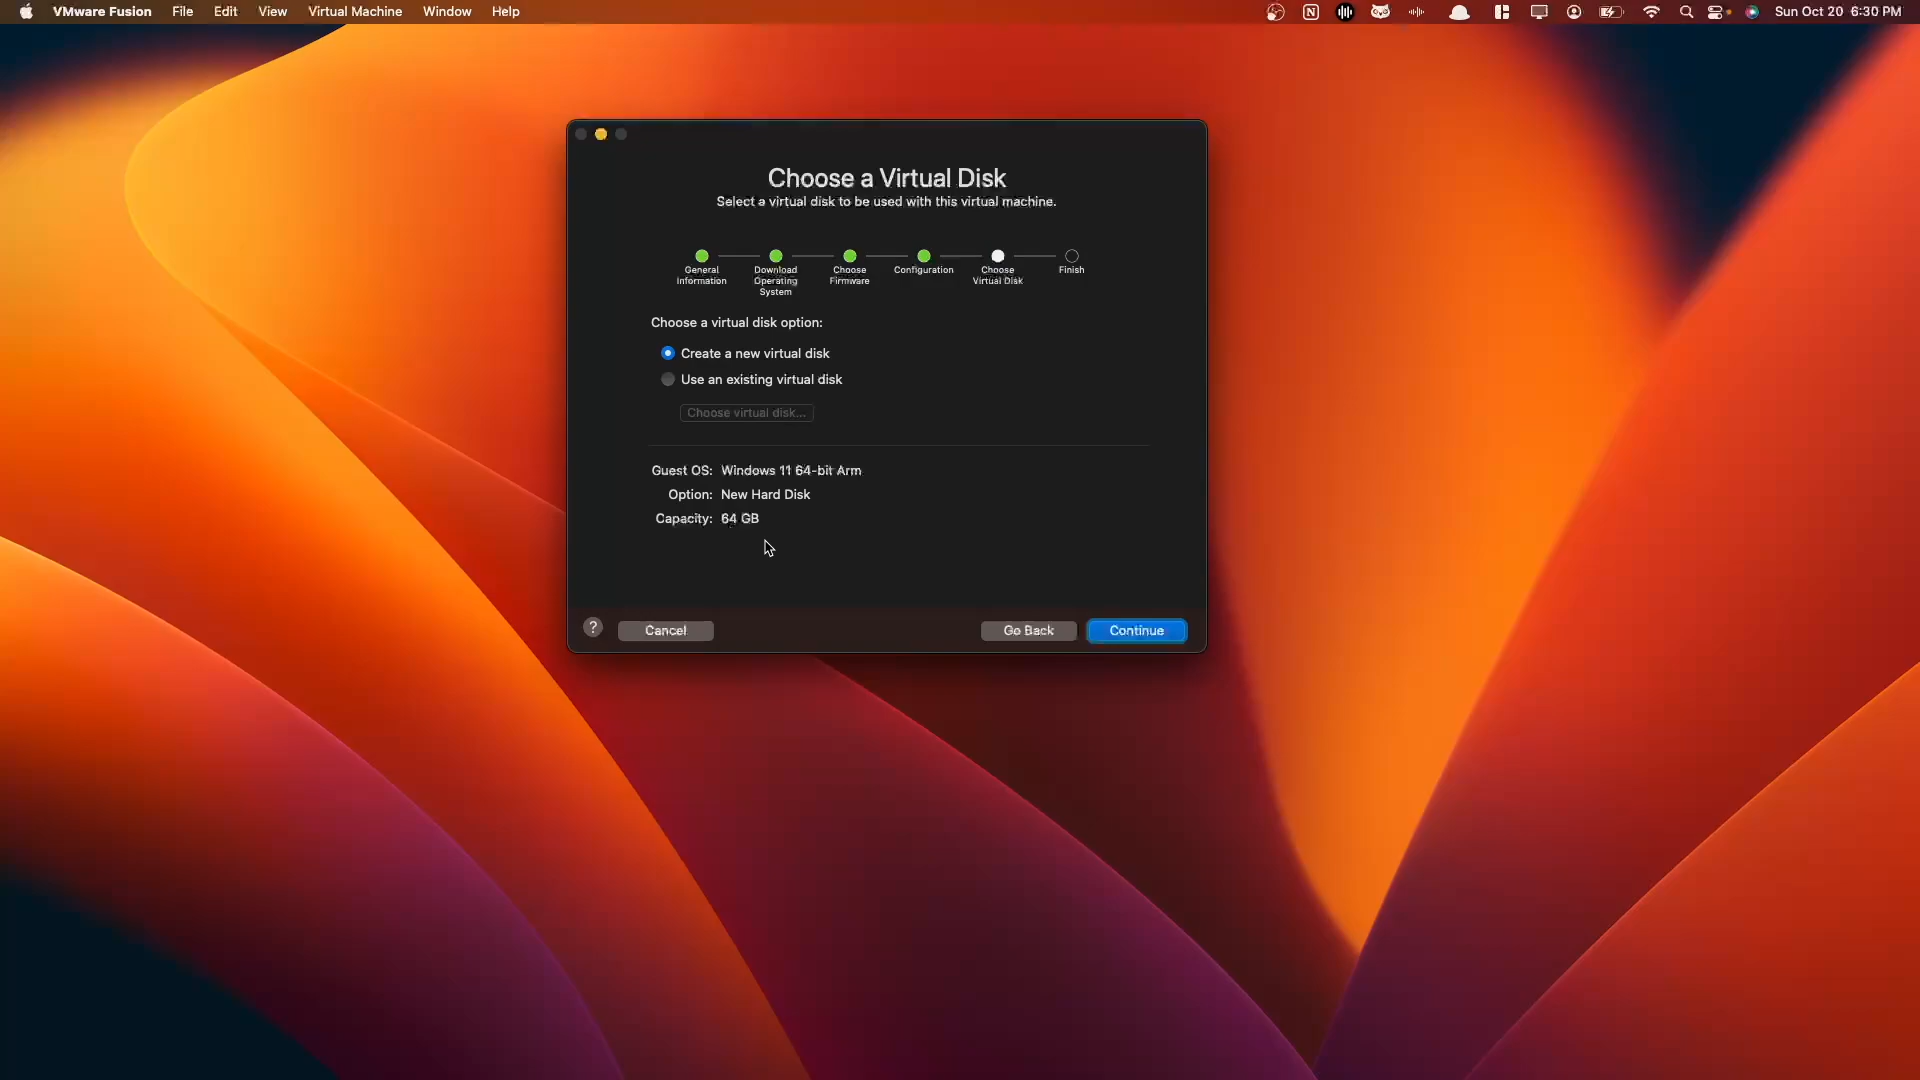 VMware Fusion File Edit View Virtual Machine Window Help Sun Oct 20 6:30 PM
Choose a Virtual Disk
Select a virtual disk to be used with this virtual machine.
General Information
Download Operating System
Choose Firmware
Configuration
Choose Virtual Disk
Finish
Choose a virtual disk option:
Create a new virtual disk
Use an existing virtual disk
Choose virtual disk...
Guest OS: Windows 11 64-bit Arm
Option: New Hard Disk
Capacity: 64 GB
? Cancel Go Back Continue